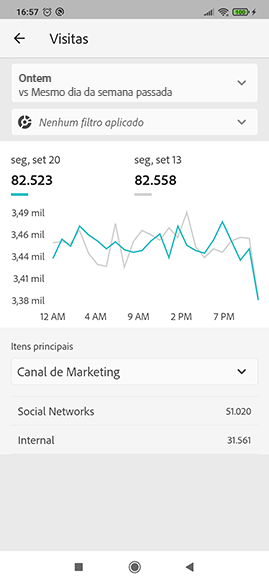 16:57
Visitas
Ontem
vs Mesmo dia da semana passada
Nenhum filtro aplicado
seg, set 20 seg, set 13
82.523 82.558
3,49 mil
3,46 mil
3,44 mil
3,41 mil
3,38 mil
12 AM 4 AM 9 AM 2 PM 7 PM
Itens principais
Canal de Marketing
Social Networks 51.020
Internal 31.561